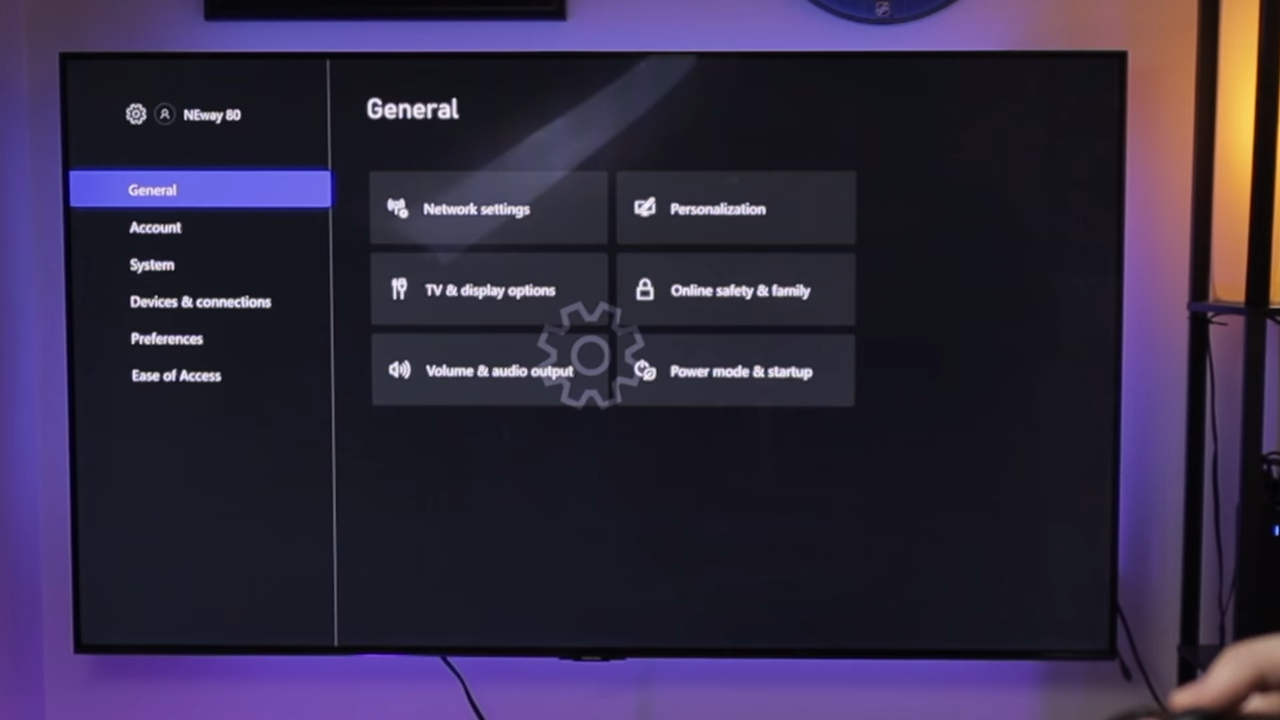 NEway 80
General
Account
System
Devices & connections
Preferences
Ease of Access
General
Network settings
Personalization
TV & display options
Online safety & family
Volume & audio output
Power mode & startup